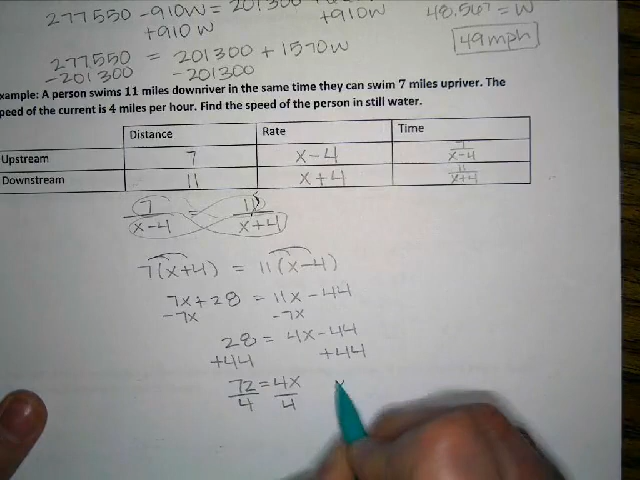 277550 - 910W = 201300
+910W +910W 48.567 = W
277550 = 201300 + 1570W 49mph
-201300 -201300
xample: A person swims 11 miles downriver in the same time they can swim 7 miles upriver. The
peed of the current is 4 miles per hour. Find the speed of the person in still water.
Distance Rate Time
Upstream 7 x-4 7/x-4
Downstream 11 x+4 11/x+4
7/x-4 = 11/x+4
7(x+4) = 11(x-4)
7x+28 = 11x-44
-7x -7x
28 = 4x-44
+44 +44
72/4 = 4x/4